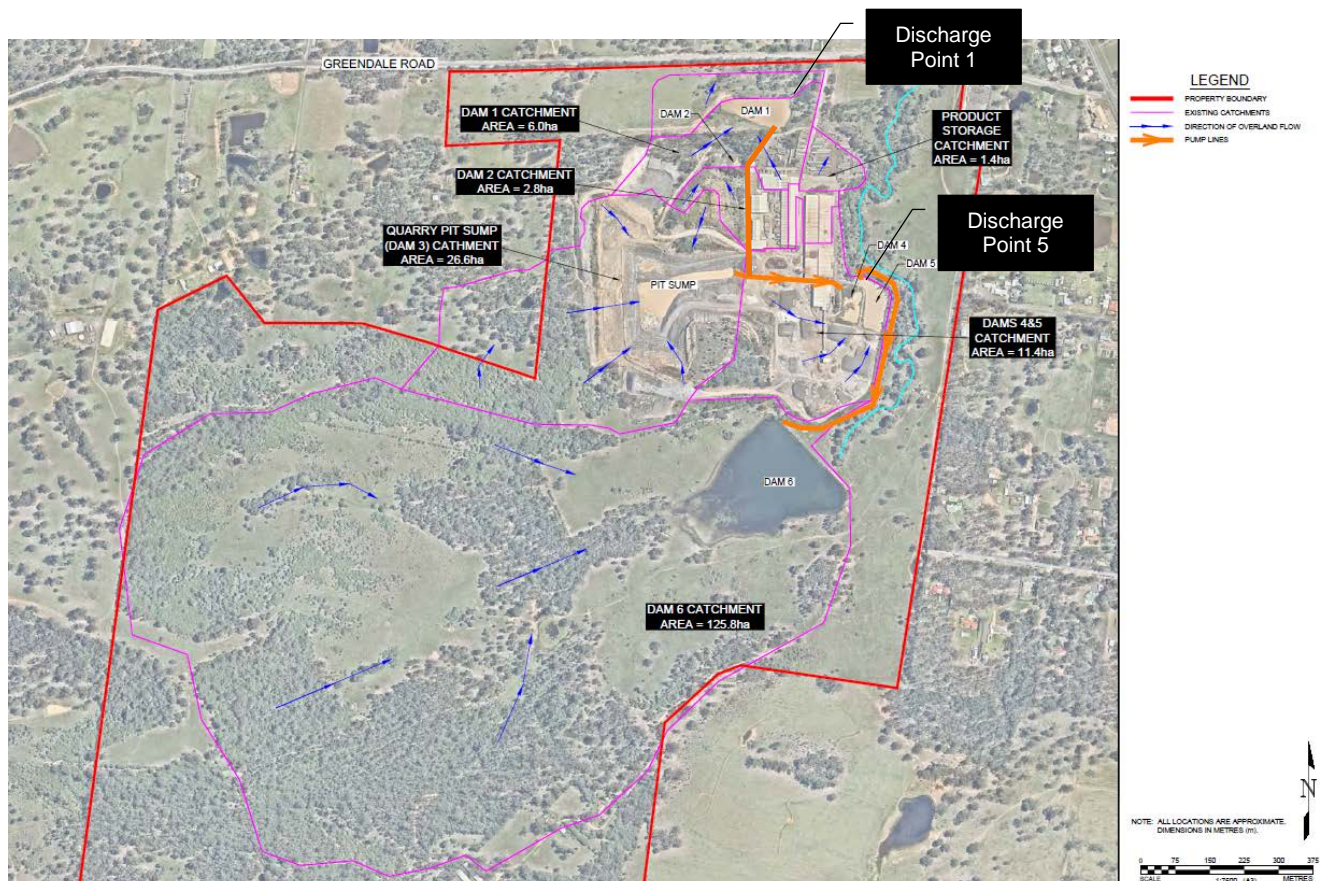 Discharge
Point 1
GREENDALE ROAD
DAM 1 CATCHMENT
AREA = 6.0ha
DAM 2
DAM 1
PRODUCT
STORAGE
CATCHMENT
AREA = 1.4ha
DAM 2 CATCHMENT
AREA = 2.8ha
Discharge
Point 5
QUARRY PIT SUMP
(DAM 3) CATHMENT
AREA = 26.6ha
DAM 4
DAM 5
PIT SUMP
DAMS 4&5
CATCHMENT
AREA = 11.4ha
DAM 6
DAM 6 CATCHMENT
AREA = 125.8ha
LEGEND
PROPERTY BOUNDARY
EXISTING CATCHMENTS
DIRECTION OF OVERLAND FLOW
PUMP LINES
N
NOTE: ALL LOCATIONS ARE APPROXIMATE.
DIMENSIONS IN METRES (m).
0 75 150 225 300 375
SCALE 1:7500 (A3) METRES